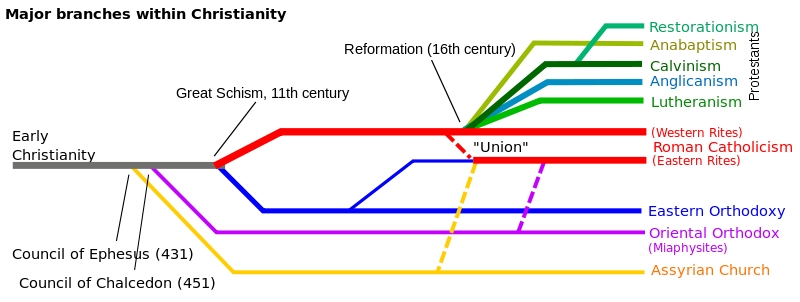 Major branches within Christianity
Restorationism
Anabaptism
Protestants
Reformation (16th century)
Calvinism
Anglicanism
Great Schism, 11th century
Lutheranism
Early
Christianity
(Western Rites)
"Union"
Roman Catholicism
(Eastern Rites)
Eastern Orthodoxy
Oriental Orthodox
(Miaphysites)
Council of Ephesus (431)
Assyrian Church
Council of Chalcedon (451)